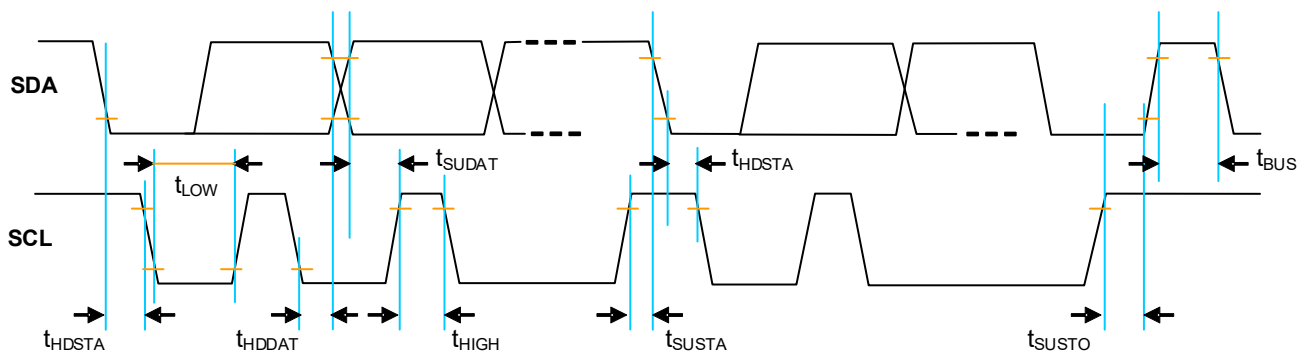 SDA
tSUDAT
tHDSTA
tBUS
tLOW
SCL
tHDSTA
tHDDAT
tHIGH
tSUSTA
tSUSTO